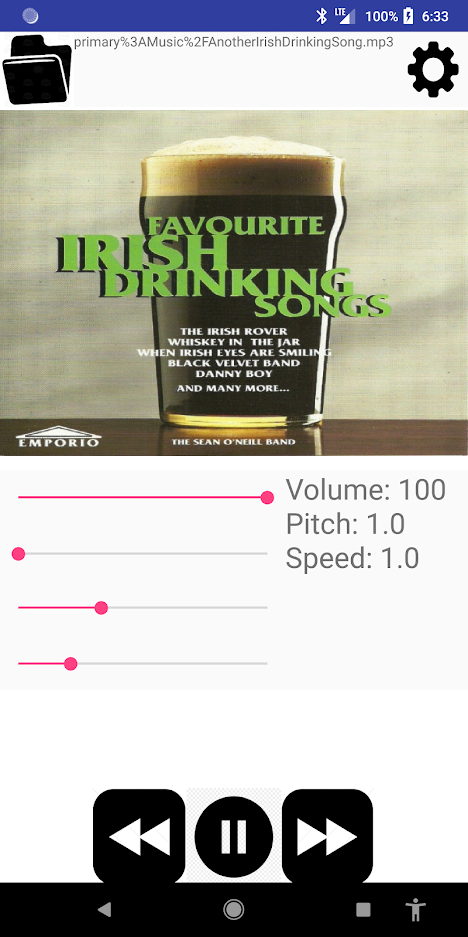 LTE 100% 6:33
primary%3AMusic%2FAnotherIrishDrinkingSong.mp3
FAVOURITE
IRISH
DRINKING
SONGS
THE IRISH ROVER
WHISKEY IN THE JAR
WHEN IRISH EYES ARE SMILING
BLACK VELVET BAND
DANNY BOY
AND MANY MORE...
EMPORIO
THE SEAN O'NEILL BAND
Volume: 100
Pitch: 1.0
Speed: 1.0